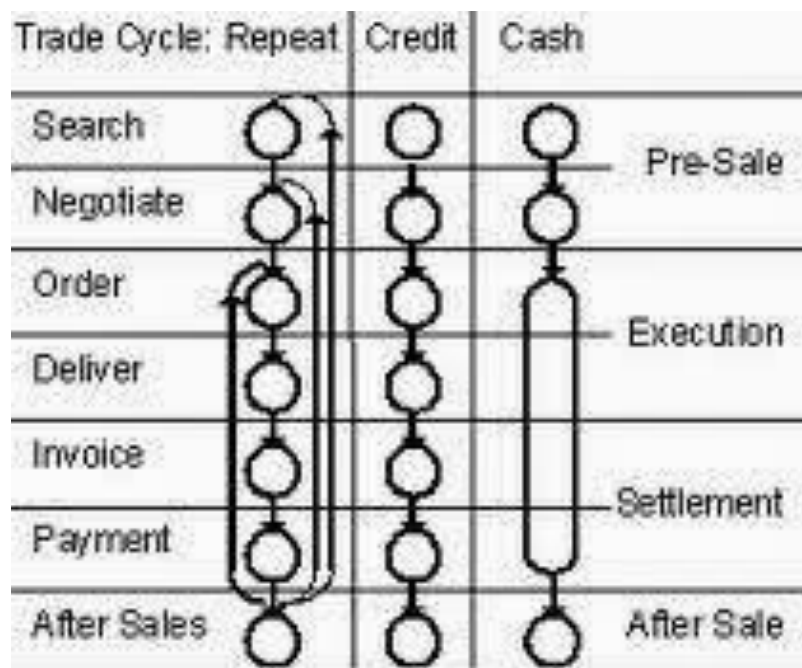 Trade Cycle: Repeat Credit Cash
Search
Pre-Sale
Negotiate
Order
Execution
Deliver
Invoice
Settlement
Payment
After Sales After Sale